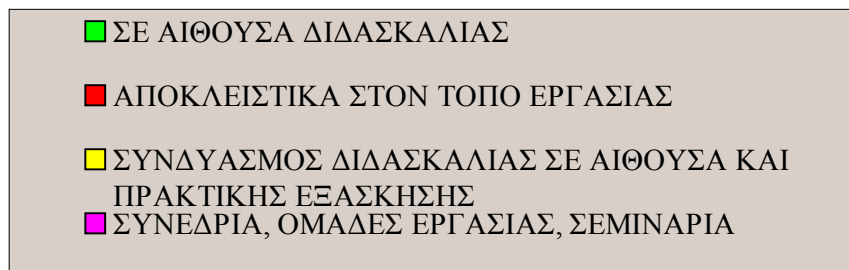 ΣΕ ΑΙΘΟΥΣΑ ΔΙΔΑΣΚΑΛΙΑΣ
ΑΠΟΚΛΕΙΣΤΙΚΑ ΣΤΟΝ ΤΟΠΟ ΕΡΓΑΣΙΑΣ
ΣΥΝΔΥΑΣΜΟΣ ΔΙΔΑΣΚΑΛΙΑΣ ΣΕ ΑΙΘΟΥΣΑ ΚΑΙ
ΠΡΑΚΤΙΚΗΣ ΕΞΑΣΚΗΣΗΣ
ΣΥΝΕΔΡΙΑ, ΟΜΑΔΕΣ ΕΡΓΑΣΙΑΣ, ΣΕΜΙΝΑΡΙΑ